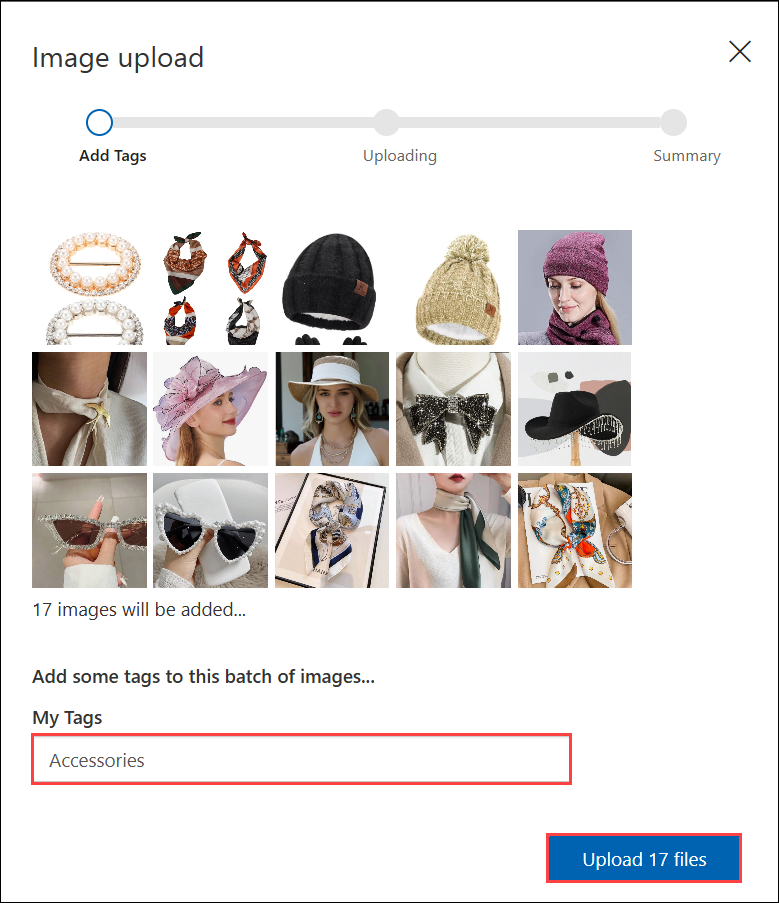 Image upload
Add Tags
Uploading
Summary
17 images will be added...
Add some tags to this batch of images...
My Tags
Accessories
Upload 17 files